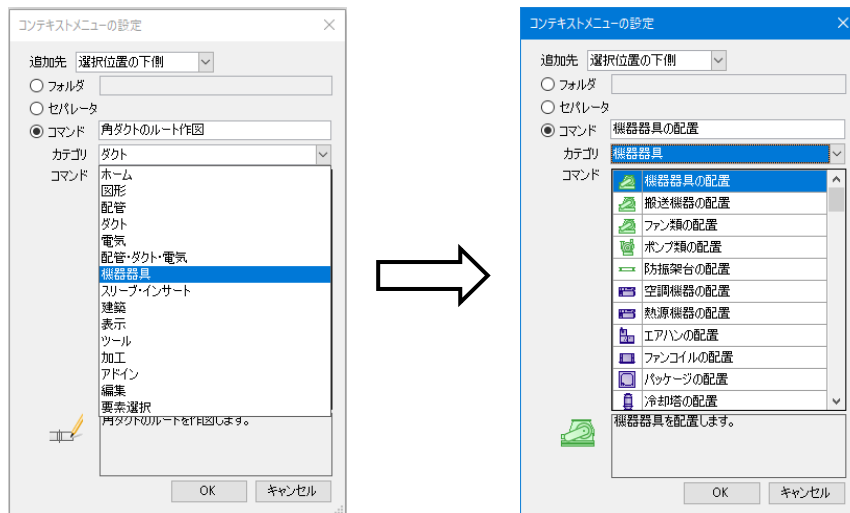 コンテキストメニューの設定
追加先 選択位置の下側
フォルダ
セパレータ
コマンド 角ダクトのルート作図
カテゴリ ダクト
コマンド
ホーム
図形
配管
ダクト
電気
配管・ダクト・電気
機器器具
スリーブ・インサート
建築
表示
ツール
加工
アドイン
編集
要素選択
角ダクトのルートを作図します。
OK キャンセル
コンテキストメニューの設定
追加先 選択位置の下側
フォルダ
セパレータ
コマンド 機器器具の配置
カテゴリ 機器器具
コマンド
機器器具の配置
搬送機器の配置
ファン類の配置
ポンプ類の配置
防振架台の配置
空調機器の配置
熱源機器の配置
エアハンの配置
ファンコイルの配置
パッケージの配置
冷却塔の配置
機器器具を配置します。
OK キャンセル